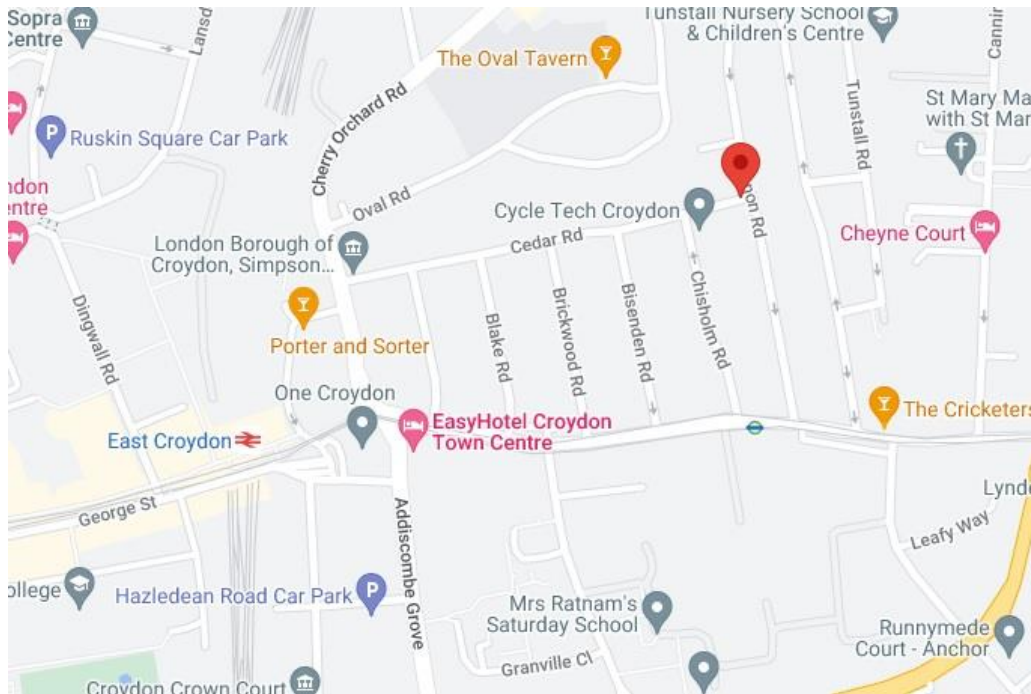 Sopra
Centre
Lansd
Tunstall Nursery School
& Children's Centre
Cannin
The Oval Tavern
Cherry Orchard Rd
Tunstall Rd
St Mary Ma
with St Mar
P
Ruskin Square Car Park
ndon
entre
Oval Rd
Cycle Tech Croydon
non Rd
Cheyne Court
London Borough of
Croydon, Simpson...
Cedar Rd
Dingwall Rd
Blake Rd
Brickwood Rd
Bisenden Rd
Chisholm Rd
Porter and Sorter
One Croydon
EasyHotel Croydon
Town Centre
The Cricketers
East Croydon
George St
Addiscombe Grove
Lynde
Leafy Way
ollege
Hazledean Road Car Park
P
Mrs Ratnam's
Saturday School
Runnymede
Court - Anchor
Granville Cl
Croydon Crown Court